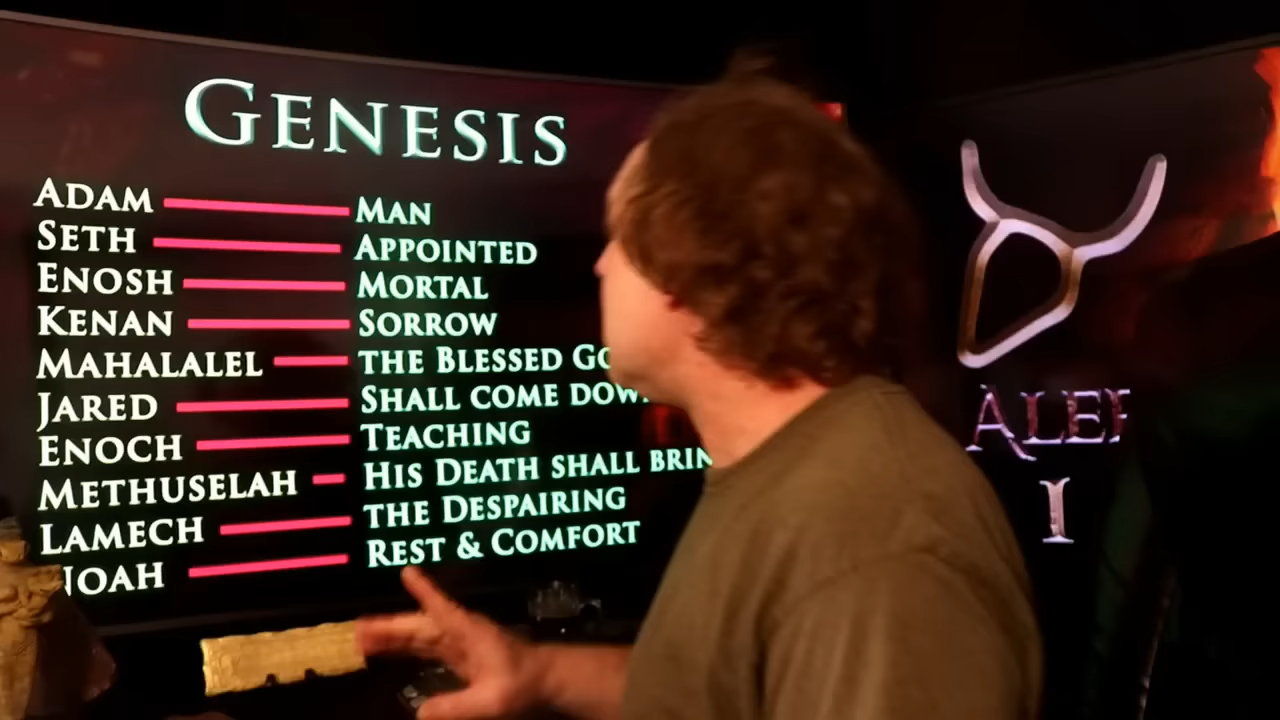 GENESIS
ADAM MAN
SETH APPOINTED
ENOSH MORTAL
KENAN SORROW
MAHALALEL THE BLESSED
JARED SHALL COME
ENOCH TEACHING
METHUSELAH HIS DEATH SHALL
LAMECH THE DESPAIRING
NOAH REST & COMFORT
I